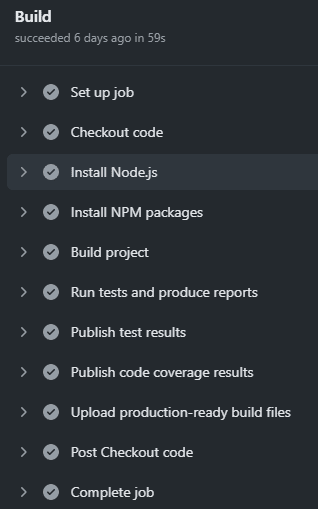 Build
succeeded 6 days ago in 59s
Set up job
Checkout code
Install Node.js
Install NPM packages
Build project
Run tests and produce reports
Publish test results
Publish code coverage results
Upload production-ready build files
Post Checkout code
Complete job